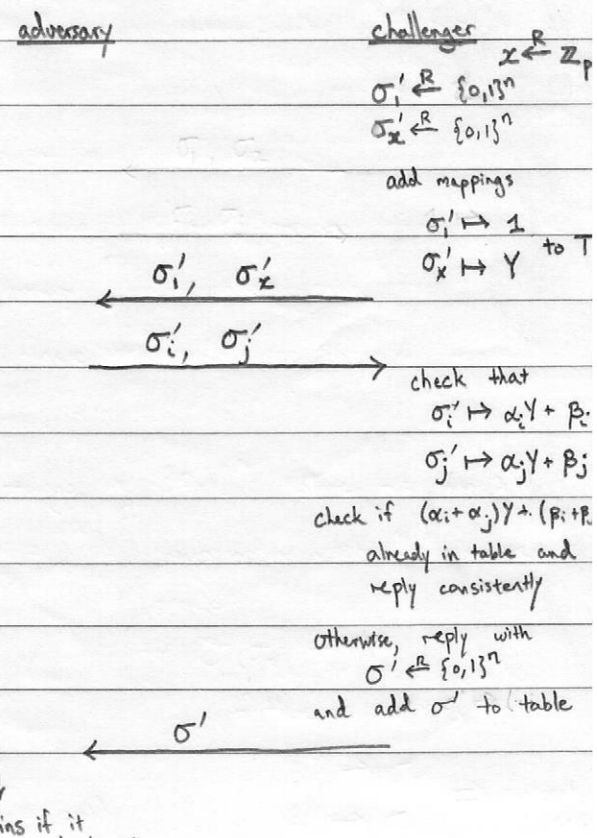 adversary challenger
x ←R ℤp
σ₁' ←R {0,1}ⁿ
σₓ' ←R {0,1}ⁿ
add mappings
σ₁' ↦ 1
to T
σₓ' ↦ Y
σ₁', σₓ'
σᵢ', σⱼ'
check that
σᵢ' ↦ αᵢY + βᵢ
σⱼ' ↦ αⱼY + βⱼ
check if (αᵢ + αⱼ)Y + (βᵢ + β
already in table and
reply consistently
otherwise, reply with
σ' ←R {0,1}ⁿ
and add σ' to table
σ'
if it